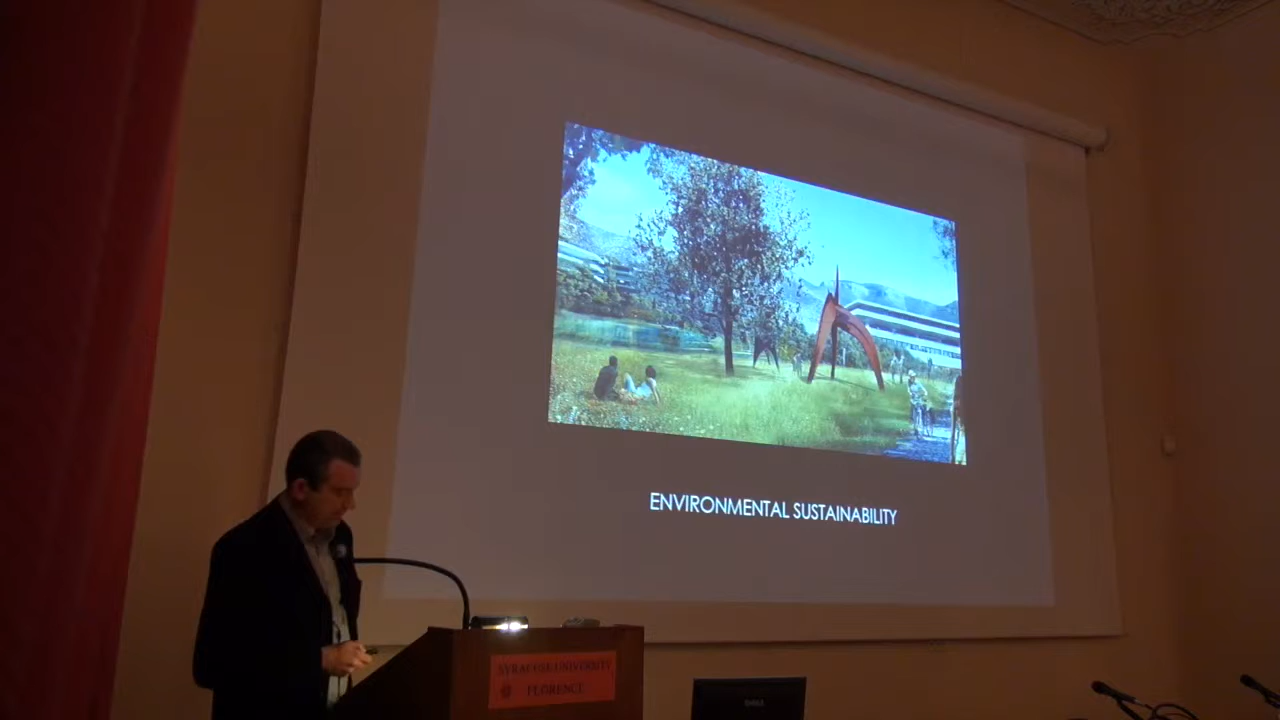 ENVIRONMENTAL SUSTAINABILITY
SYRACUSE UNIVERSITY
FLORENCE